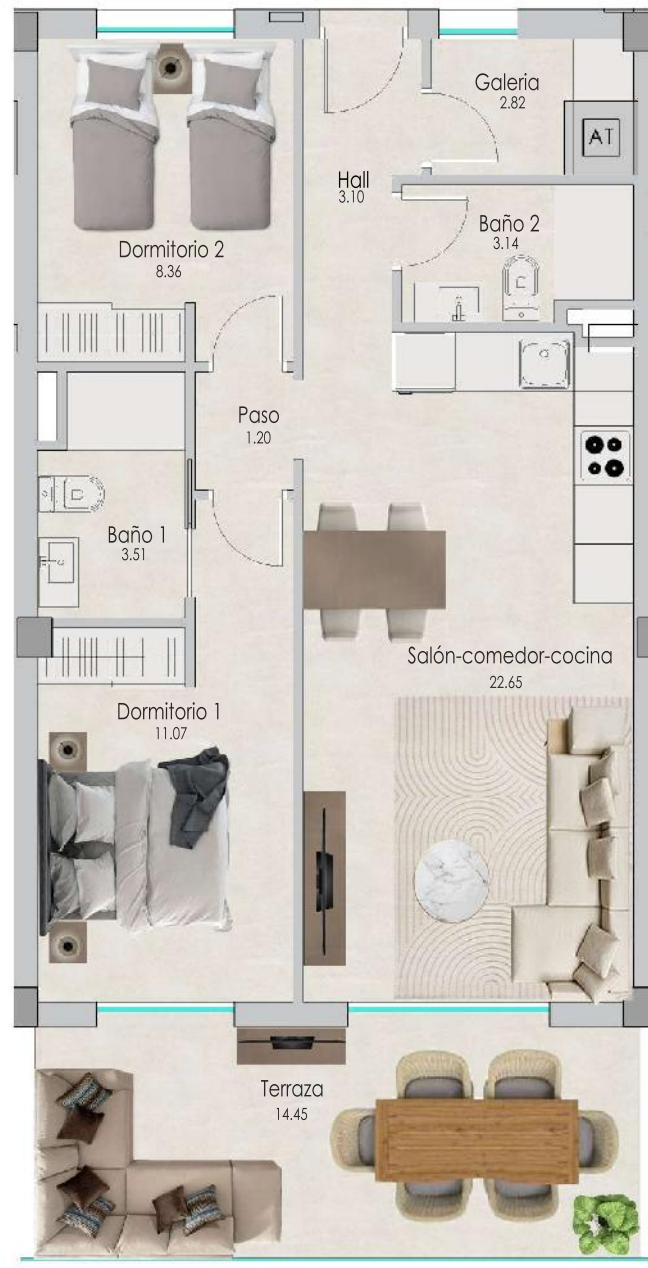 Galeria
2.82
AT
Hall
3.10
Baño 2
3.14
Dormitorio 2
8.36
Paso
1.20
Baño 1
3.51
Salón-comedor-cocina
22.65
Dormitorio 1
11.07
Terraza
14.45